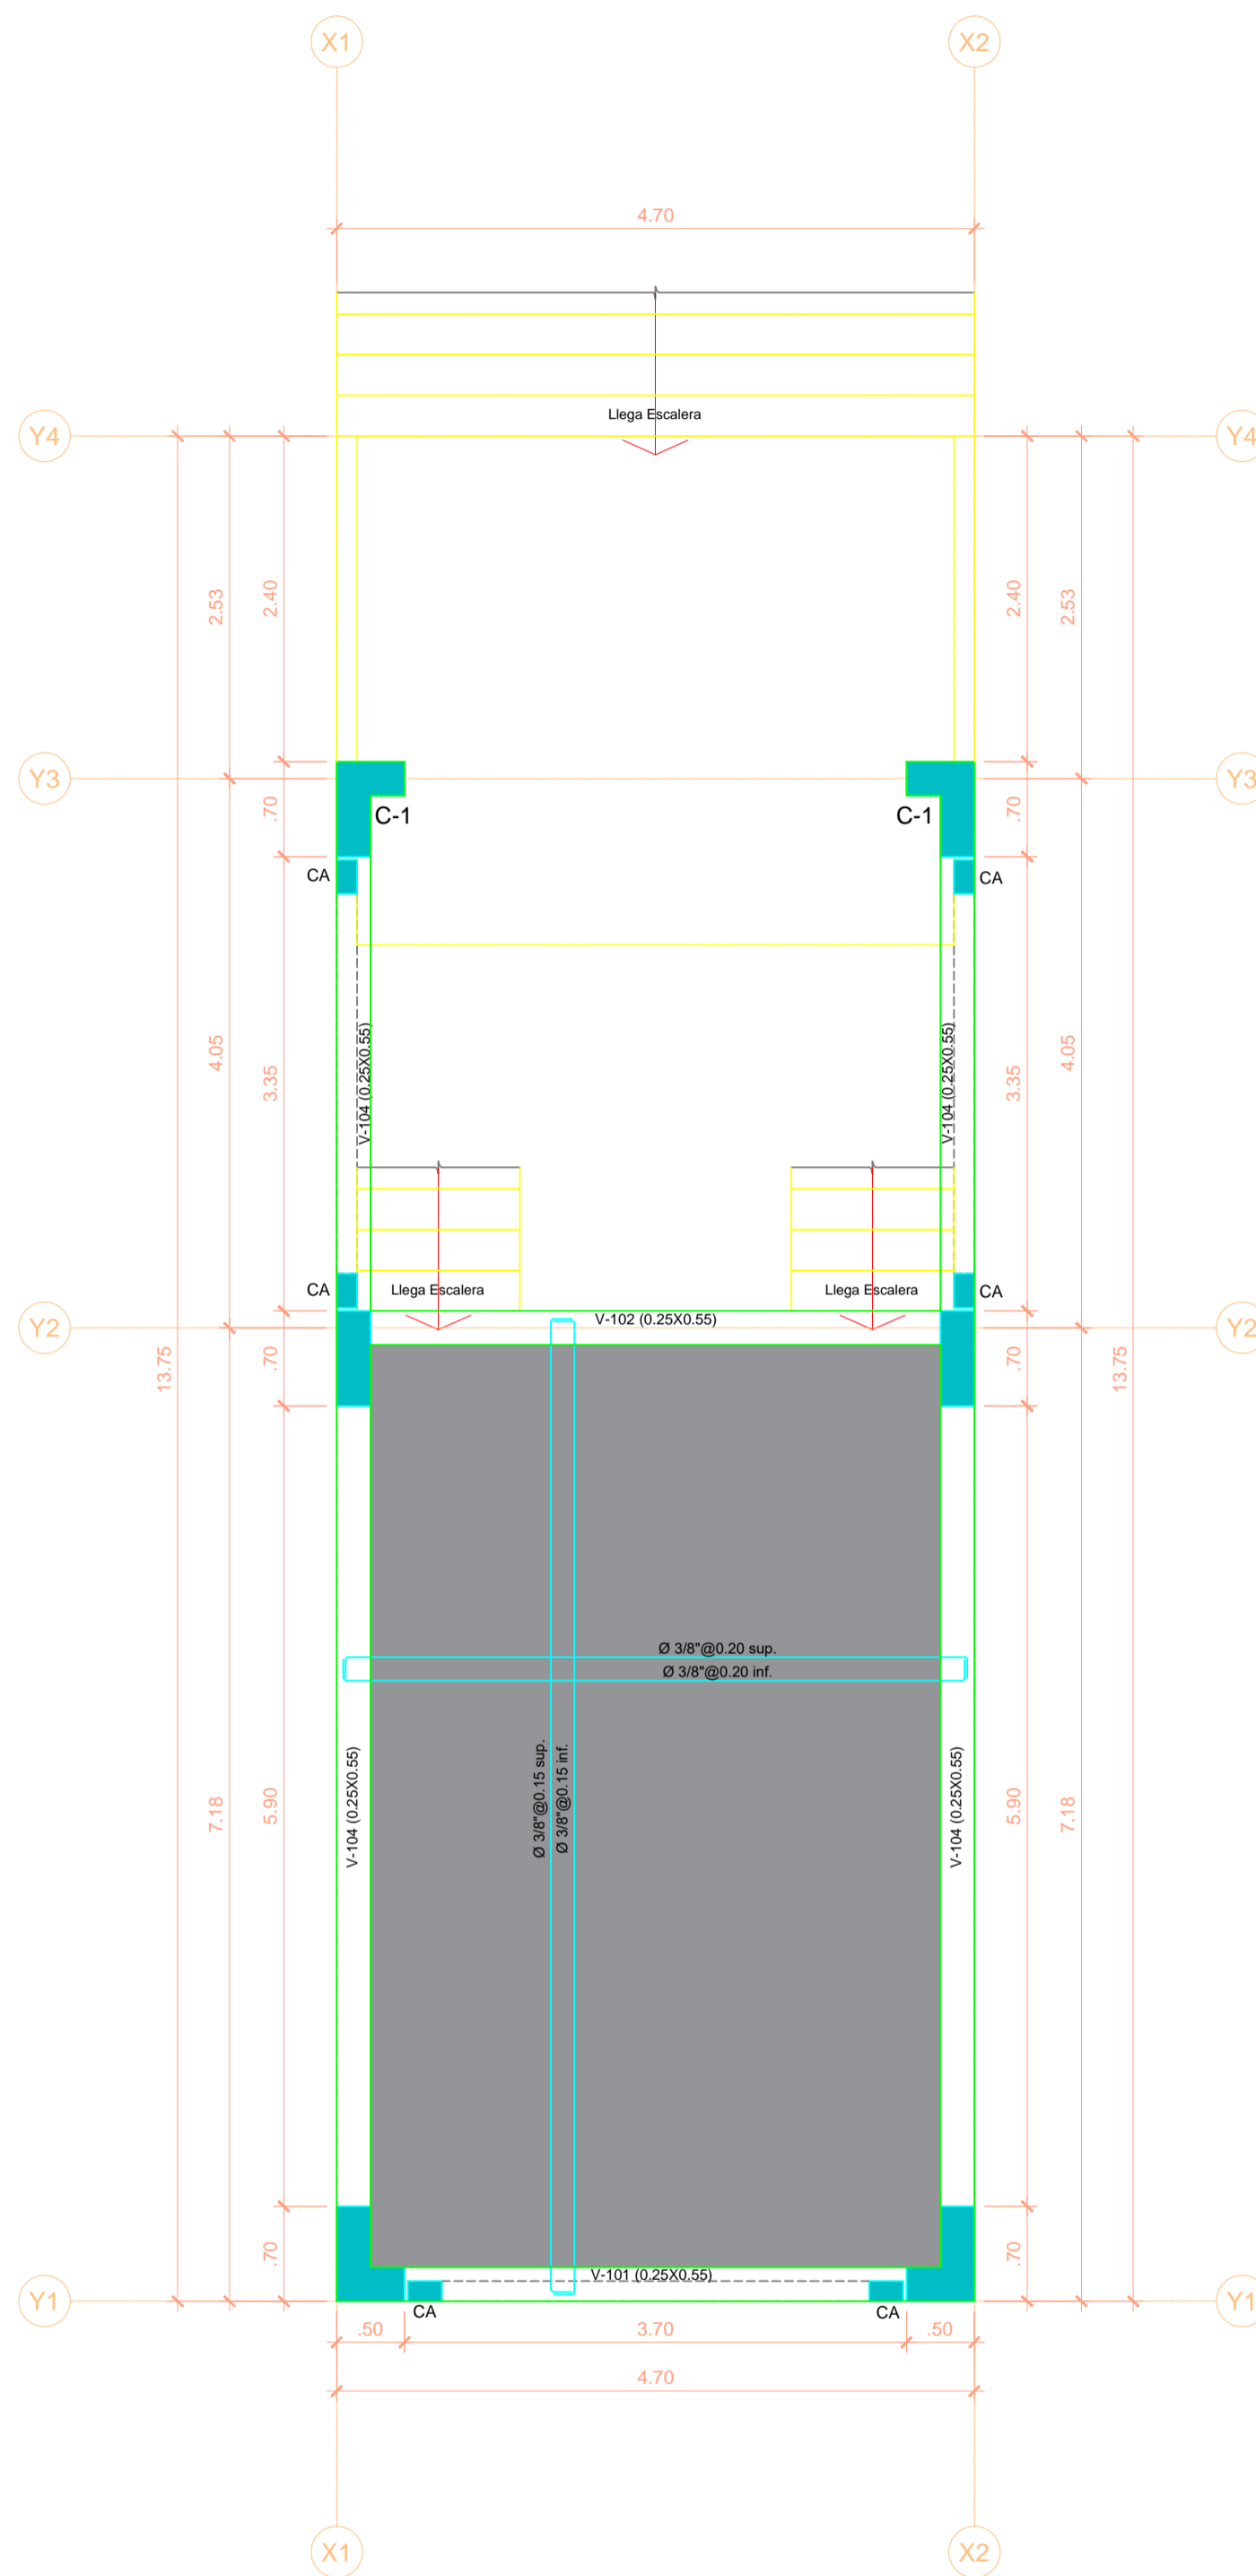 X1
X2
4.70
Llega Escalera
Y4
Y4
2.53
2.40
2.40
2.53
Y3
Y3
.70
C-1
C-1
.70
CA
CA
4.05
3.35
V-104 (0.25X0.55)
V-104 (0.25X0.55)
3.35
4.05
CA
Llega Escalera
Llega Escalera
CA
V-102 (0.25X0.55)
Y2
Y2
13.75
.70
.70
13.75
Ø 3/8"@0.20 sup.
Ø 3/8"@0.20 inf.
Ø 3/8"@0.15 sup.
Ø 3/8"@0.15 inf.
7.18
5.90
V-104 (0.25X0.55)
V-104 (0.25X0.55)
5.90
7.18
.70
.70
V-101 (0.25X0.55)
Y1
Y1
CA
CA
.50
3.70
.50
4.70
X1
X2